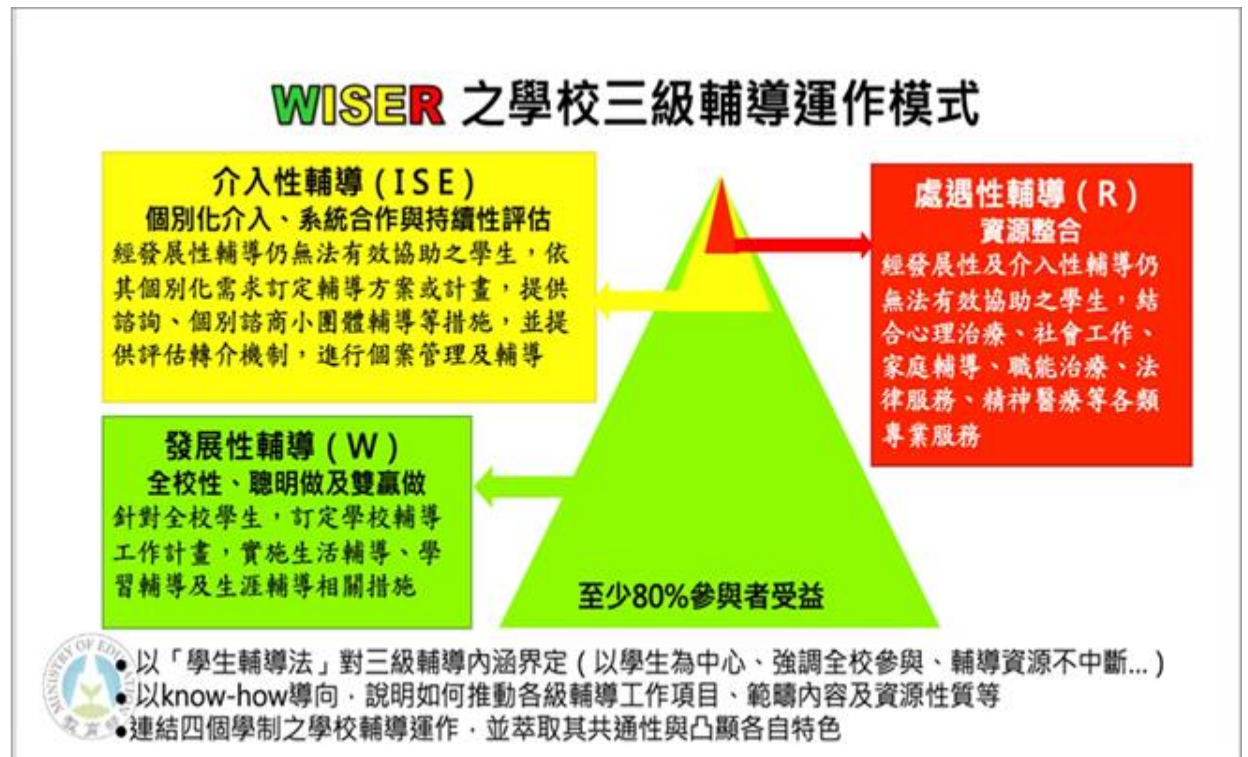 WISER 之學校三級輔導運作模式
介入性輔導(ISE)
個別化介入、系統合作與持續性評估
經發展性輔導仍無法有效協助之學生，依
其個別化需求訂定輔導方案或計畫，提供
諮詢、個別諮商小團體輔導等措施，並提
供評估轉介機制，進行個案管理及輔導
發展性輔導(W)
全校性、聰明做及雙贏做
針對全校學生，訂定學校輔導
工作計畫，實施生活輔導、學
習輔導及生涯輔導相關措施
處遇性輔導(R)
資源整合
經發展性及介入性輔導仍
無法有效協助之學生，結
合心理治療、社會工作、
家庭輔導、職能治療、法
律服務、精神醫療等各類
專業服務
至少80%參與者受益
●以「學生輔導法」對三級輔導內涵界定(以學生為中心、強調全校參與、輔導資源不中斷...)
●以know-how導向，說明如何推動各級輔導工作項目、範疇內容及資源性質等
●連結四個學制之學校輔導運作，並萃取其共通性與凸顯各自特色